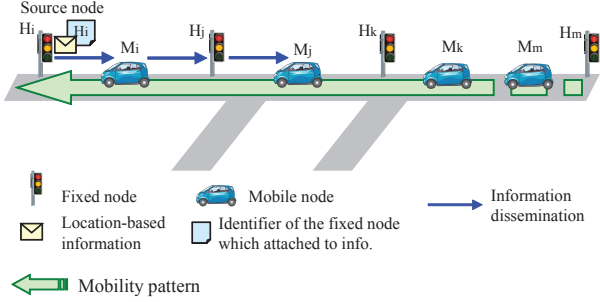 Source node
Hi
Hi
Mi
Hj
Mj
Hk
Mk
Mm
Hm
Fixed node
Mobile node
Information
dissemination
Location-based
information
Identifier of the fixed node
which attached to info.
Mobility pattern